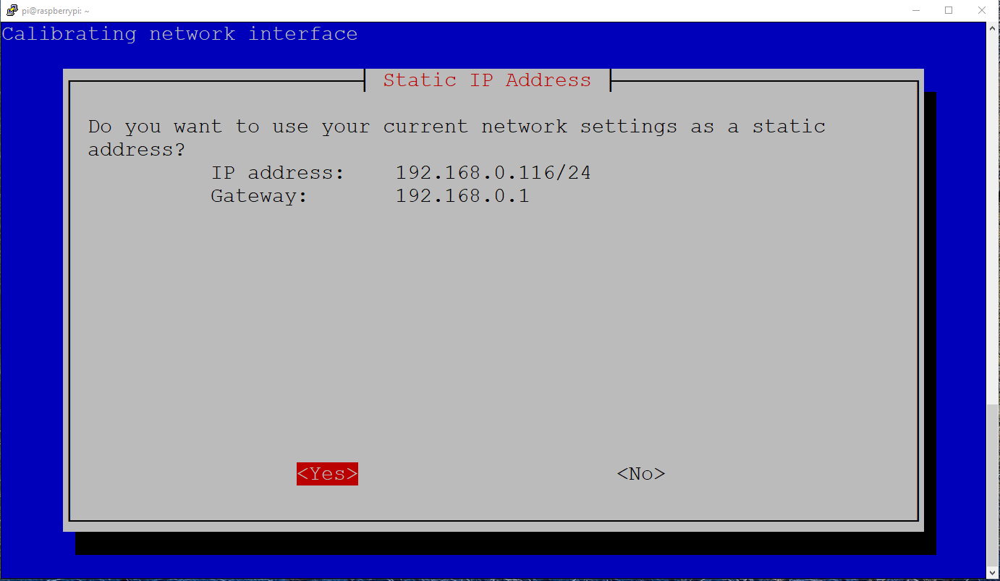 pi@raspberrypi: ~
Calibrating network interface
Static IP Address
Do you want to use your current network settings as a static
address?
IP address: 192.168.0.116/24
Gateway: 192.168.0.1
<Yes> <No>